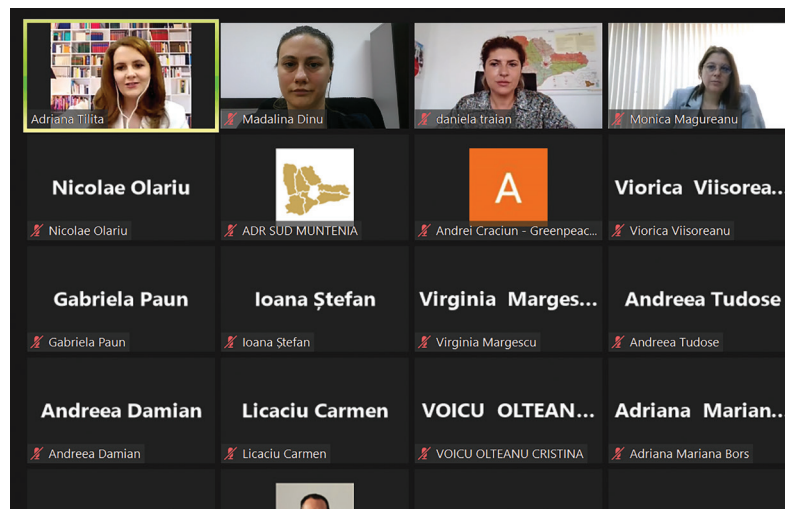 Adriana Tilita
Madalina Dinu
daniela traian
Monica Magureanu
Nicolae Olariu
A
Viorica Viisorea...
Nicolae Olariu
ADR SUD MUNTENIA
Andrei Craciun - Greenpeac...
Viorica Viisoreanu
Gabriela Paun
Ioana Ștefan
Virginia Marges...
Andreea Tudose
Gabriela Paun
Ioana Ștefan
Virginia Margescu
Andreea Tudose
Andreea Damian
Licaciu Carmen
VOICU OLTEAN...
Adriana Marian...
Andreea Damian
Licaciu Carmen
VOICU OLTEANU CRISTINA
Adriana Mariana Bors